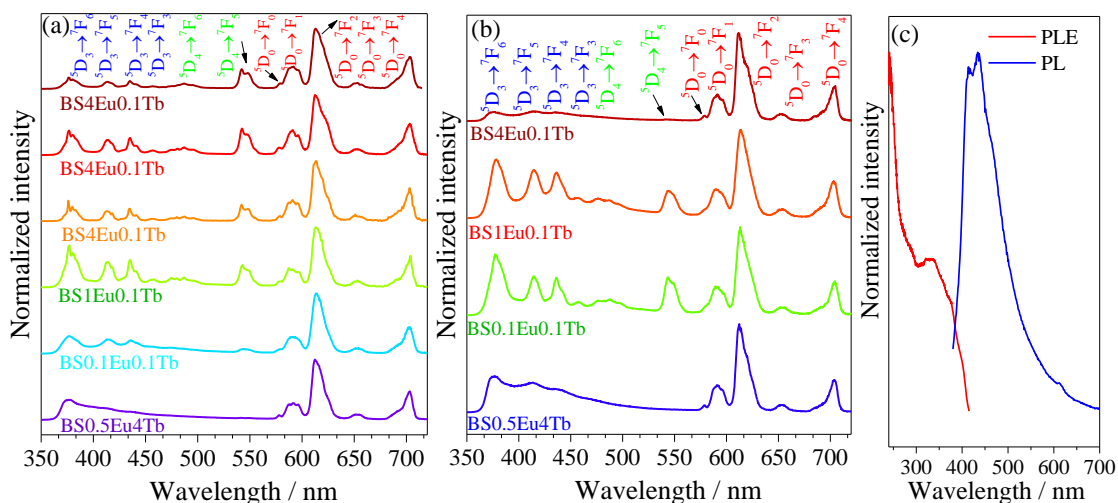 (a)
⁵D₃→⁷F₆
⁵D₃→⁷F₅
⁵D₃→⁷F₄
⁵D₃→⁷F₃
⁵D₄→⁷F₆
⁵D₄→⁷F₅
⁵D₀→⁷F₀
⁵D₀→⁷F₁
⁵D₀→⁷F₂
⁵D₀→⁷F₃
⁵D₀→⁷F₄
BS4Eu0.1Tb
BS4Eu0.1Tb
BS4Eu0.1Tb
BS1Eu0.1Tb
BS0.1Eu0.1Tb
BS0.5Eu4Tb
Normalized intensity
350 400 450 500 550 600 650 700
Wavelength / nm
(b)
⁵D₃→⁷F₆
⁵D₃→⁷F₅
⁵D₃→⁷F₄
⁵D₃→⁷F₃
⁵D₄→⁷F₆
⁵D₄→⁷F₅
⁵D₀→⁷F₀
⁵D₀→⁷F₁
⁵D₀→⁷F₂
⁵D₀→⁷F₃
⁵D₀→⁷F₄
BS4Eu0.1Tb
BS1Eu0.1Tb
BS0.1Eu0.1Tb
BS0.5Eu4Tb
Normalized intensity
350 400 450 500 550 600 650 700
Wavelength / nm
(c)
PLE
PL
Normalized intensity
300 400 500 600 700
Wavelength / nm